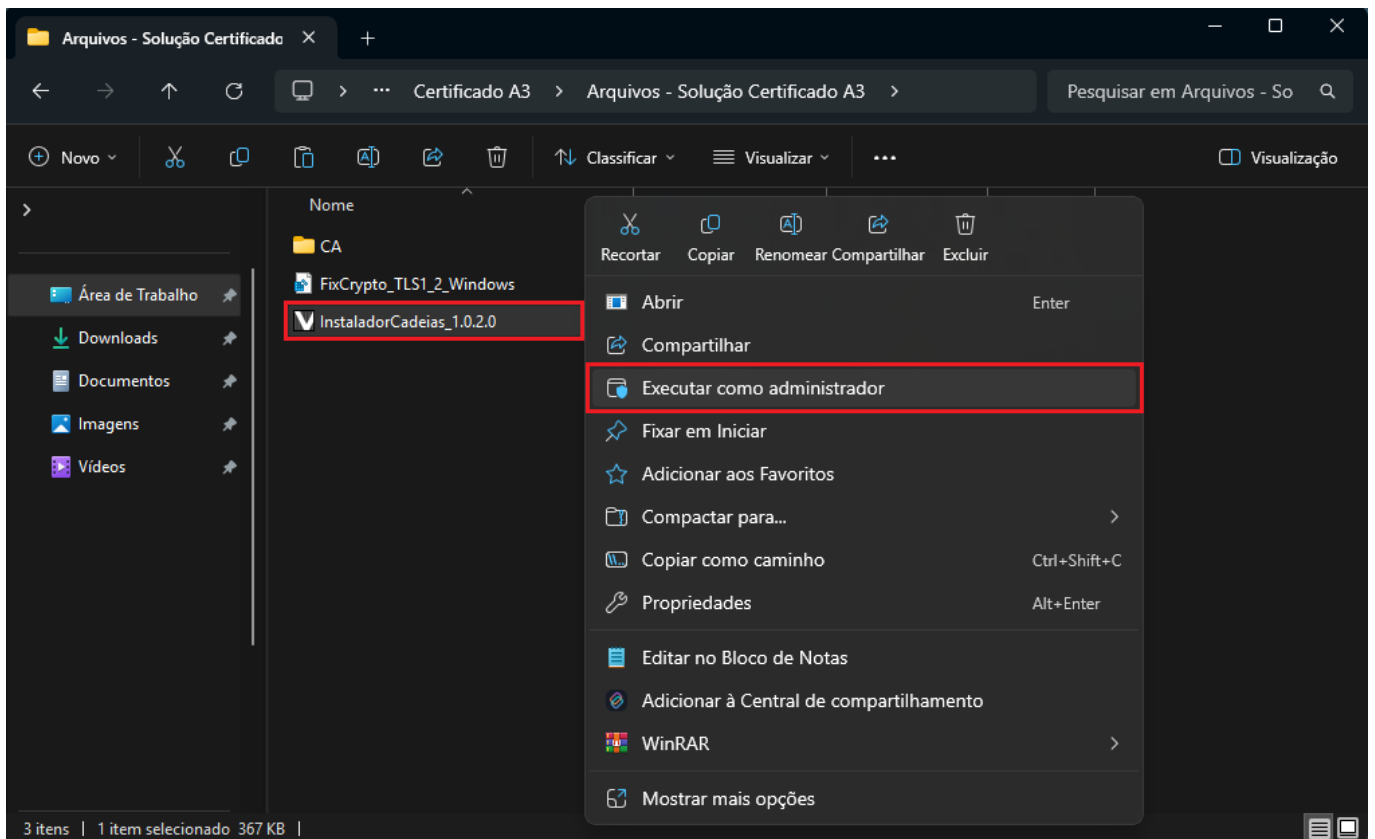 Arquivos - Solução Certificado
Certificado A3 > Arquivos - Solução Certificado A3 >
Pesquisar em Arquivos - So
Novo
Classificar
Visualizar
Visualização
Nome
CA
FixCrypto_TLS1_2_Windows
InstaladorCadeias_1.0.2.0
Área de Trabalho
Downloads
Documentos
Imagens
Vídeos
Recortar Copiar Renomear Compartilhar Excluir
Abrir Enter
Compartilhar
Executar como administrador
Fixar em Iniciar
Adicionar aos Favoritos
Compactar para...
Copiar como caminho Ctrl+Shift+C
Propriedades Alt+Enter
Editar no Bloco de Notas
Adicionar à Central de compartilhamento
WinRAR
Mostrar mais opções
3 itens | 1 item selecionado 367 KB |